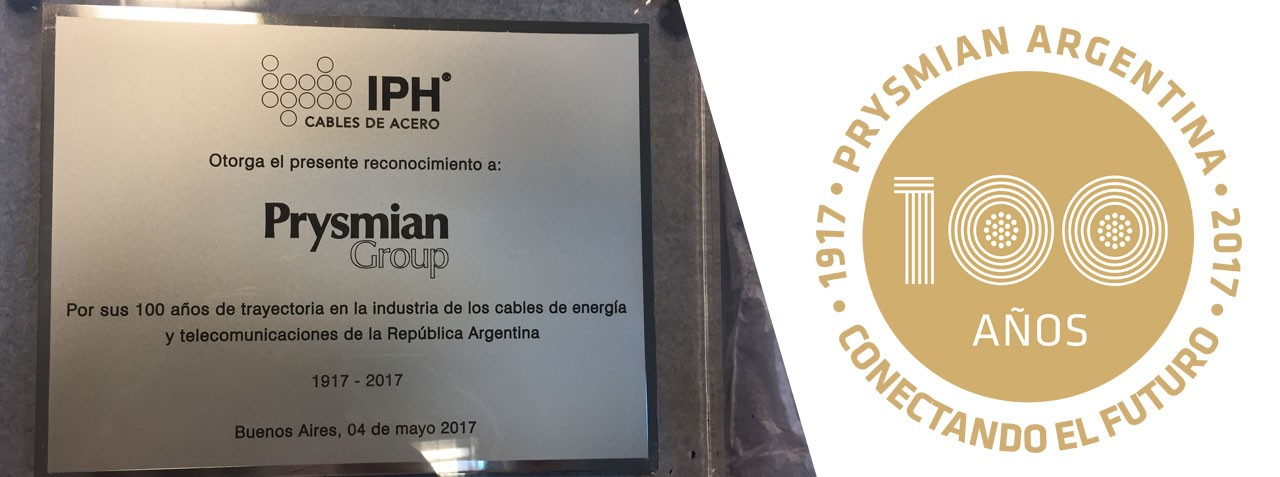 IPH®
CABLES DE ACERO
Otorga el presente reconocimiento a:
Prysmian
Group
Por sus 100 años de trayectoria en la industria de los cables de energía
y telecomunicaciones de la República Argentina
1917 - 2017
Buenos Aires, 04 de mayo 2017
1917 • PRYSMIAN ARGENTINA • 2017
100
AÑOS
• CONECTANDO EL FUTURO •